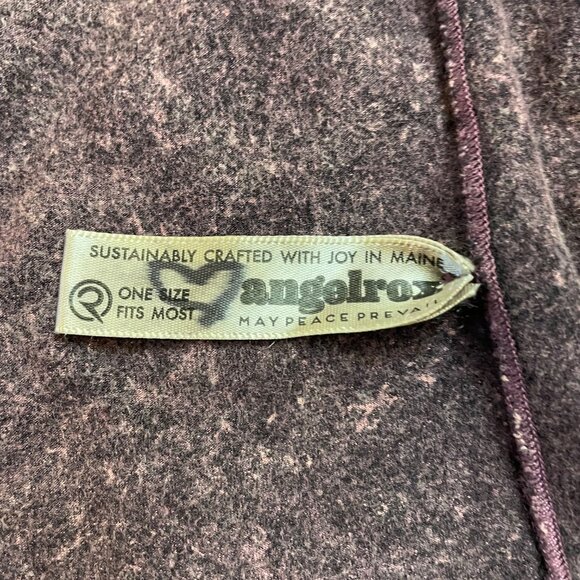 SUSTAINABLY CRAFTED WITH JOY IN MAINE
R ONE SIZE
FITS MOST
angelrox
MAY PEACE PREVAIL